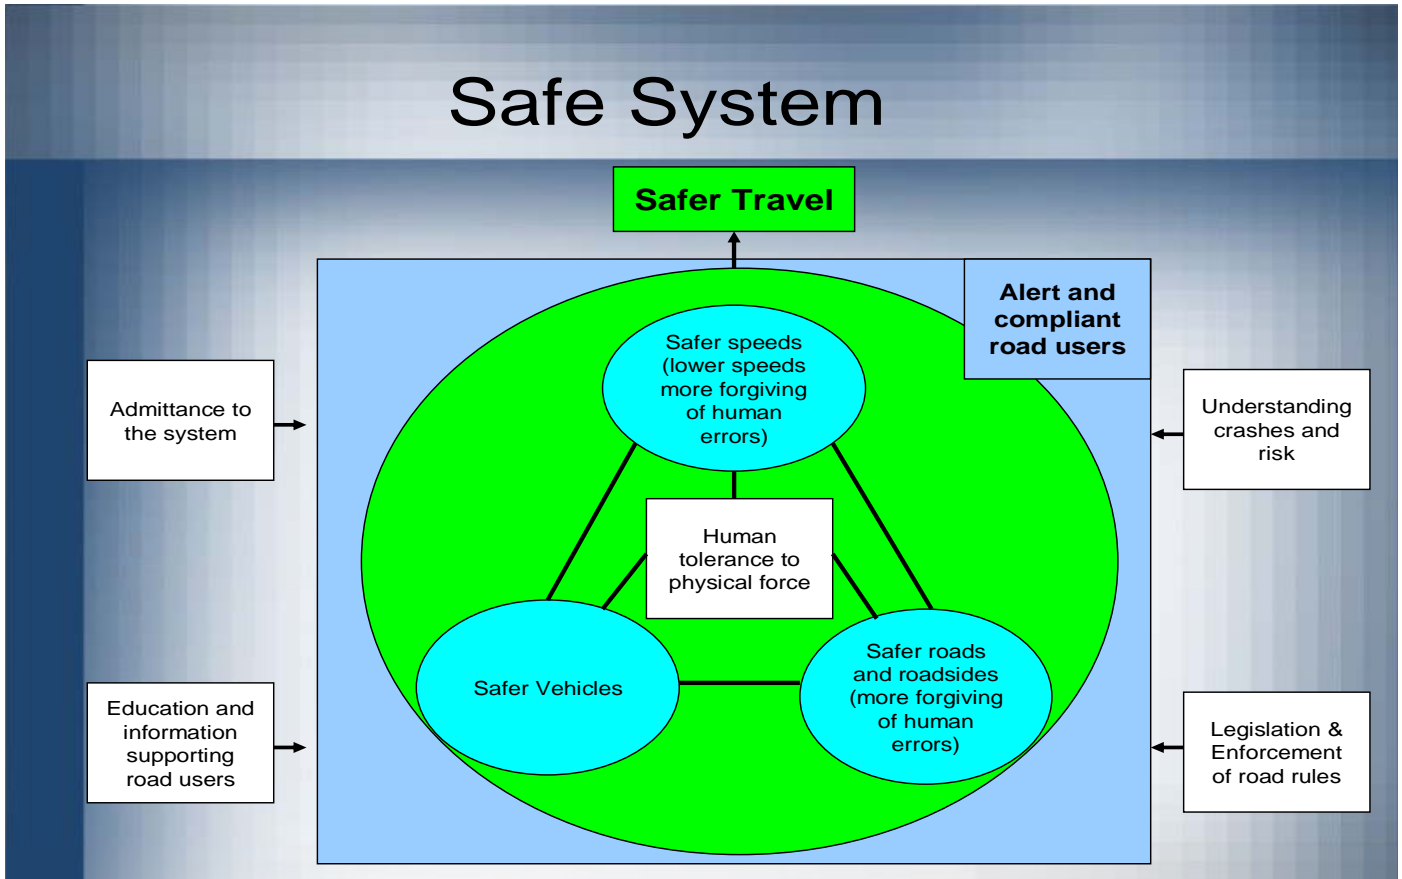 Safe System
Safer Travel
Alert and
compliant
road users
Safer speeds
(lower speeds
more forgiving
of human
errors)
Admittance to
the system
Understanding
crashes and
risk
Human
tolerance to
physical force
Safer Vehicles
Safer roads
and roadsides
(more forgiving
of human
errors)
Education and
information
supporting
road users
Legislation &
Enforcement
of road rules